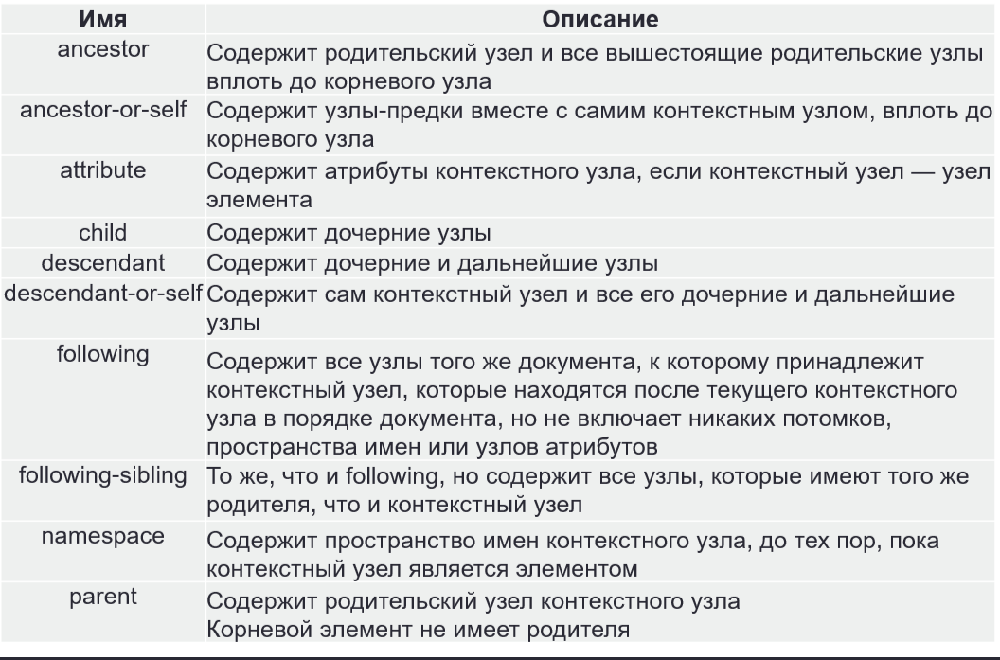 Имя Описание
ancestor Содержит родительский узел и все вышестоящие родительские узлы
вплоть до корневого узла
ancestor-or-self Содержит узлы-предки вместе с самим контекстным узлом, вплоть до
корневого узла
attribute Содержит атрибуты контекстного узла, если контекстный узел — узел
элемента
child Содержит дочерние узлы
descendant Содержит дочерние и дальнейшие узлы
descendant-or-self Содержит сам контекстный узел и все его дочерние и дальнейшие
узлы
following Содержит все узлы того же документа, к которому принадлежит
контекстный узел, которые находятся после текущего контекстного
узла в порядке документа, но не включает никаких потомков,
пространства имен или узлов атрибутов
following-sibling То же, что и following, но содержит все узлы, которые имеют того же
родителя, что и контекстный узел
namespace Содержит пространство имен контекстного узла, до тех пор, пока
контекстный узел является элементом
parent Содержит родительский узел контекстного узла
Корневой элемент не имеет родителя